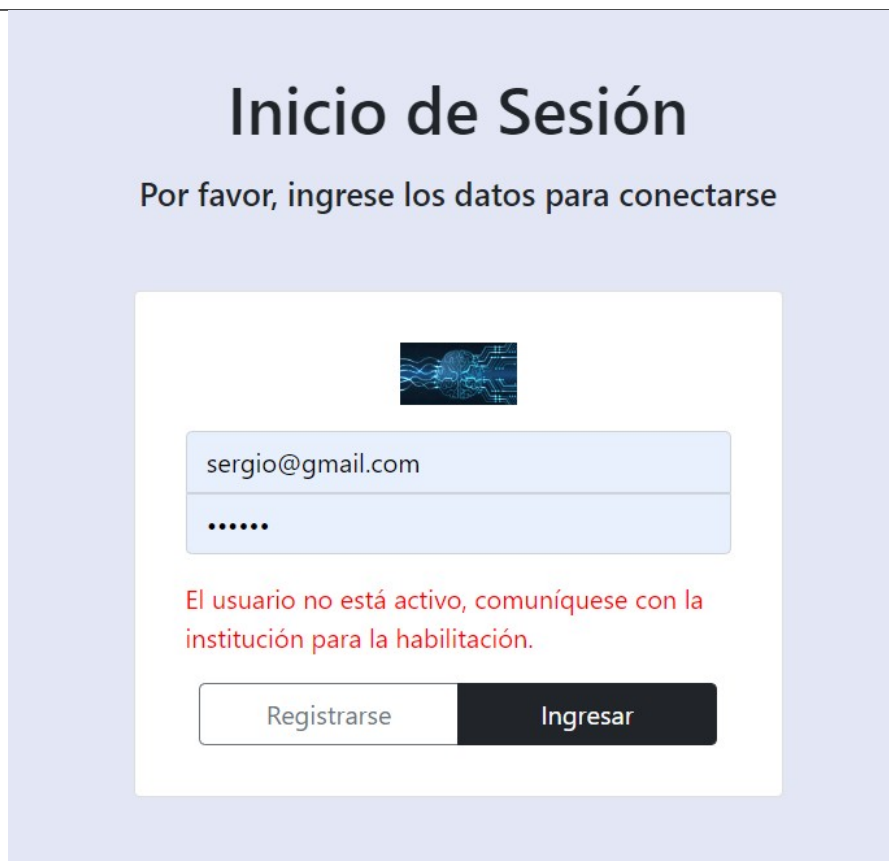 Inicio de Sesión
Por favor, ingrese los datos para conectarse
sergio@gmail.com
••••••
El usuario no está activo, comuníquese con la
institución para la habilitación.
Registrarse
Ingresar